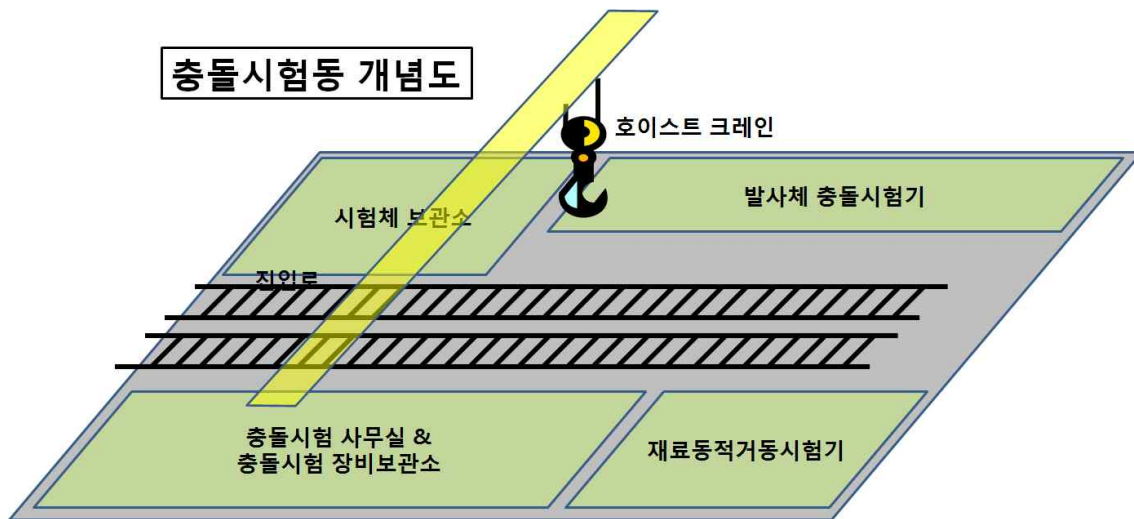 충돌시험동 개념도
호이스트 크레인
발사체 충돌시험기
시험체 보관소
진입로
충돌시험 사무실 &
충돌시험 장비보관소
재료동적거동시험기